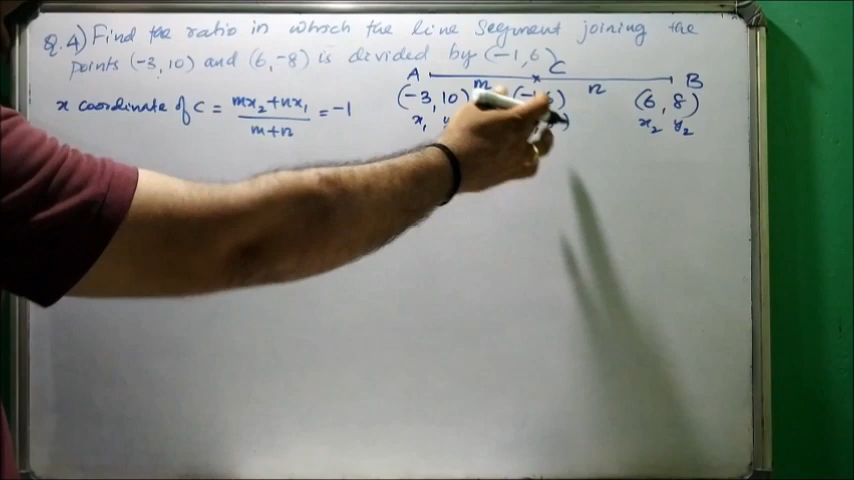 Q.4) Find the ratio in which the line segment joining the
points (-3,10) and (6,-8) is divided by (-1,6)
A m C n B
x coordinate of C = mx₂+nx₁ / m+n = -1 (-3,10) (6,8)
x₁ x₂ y₂